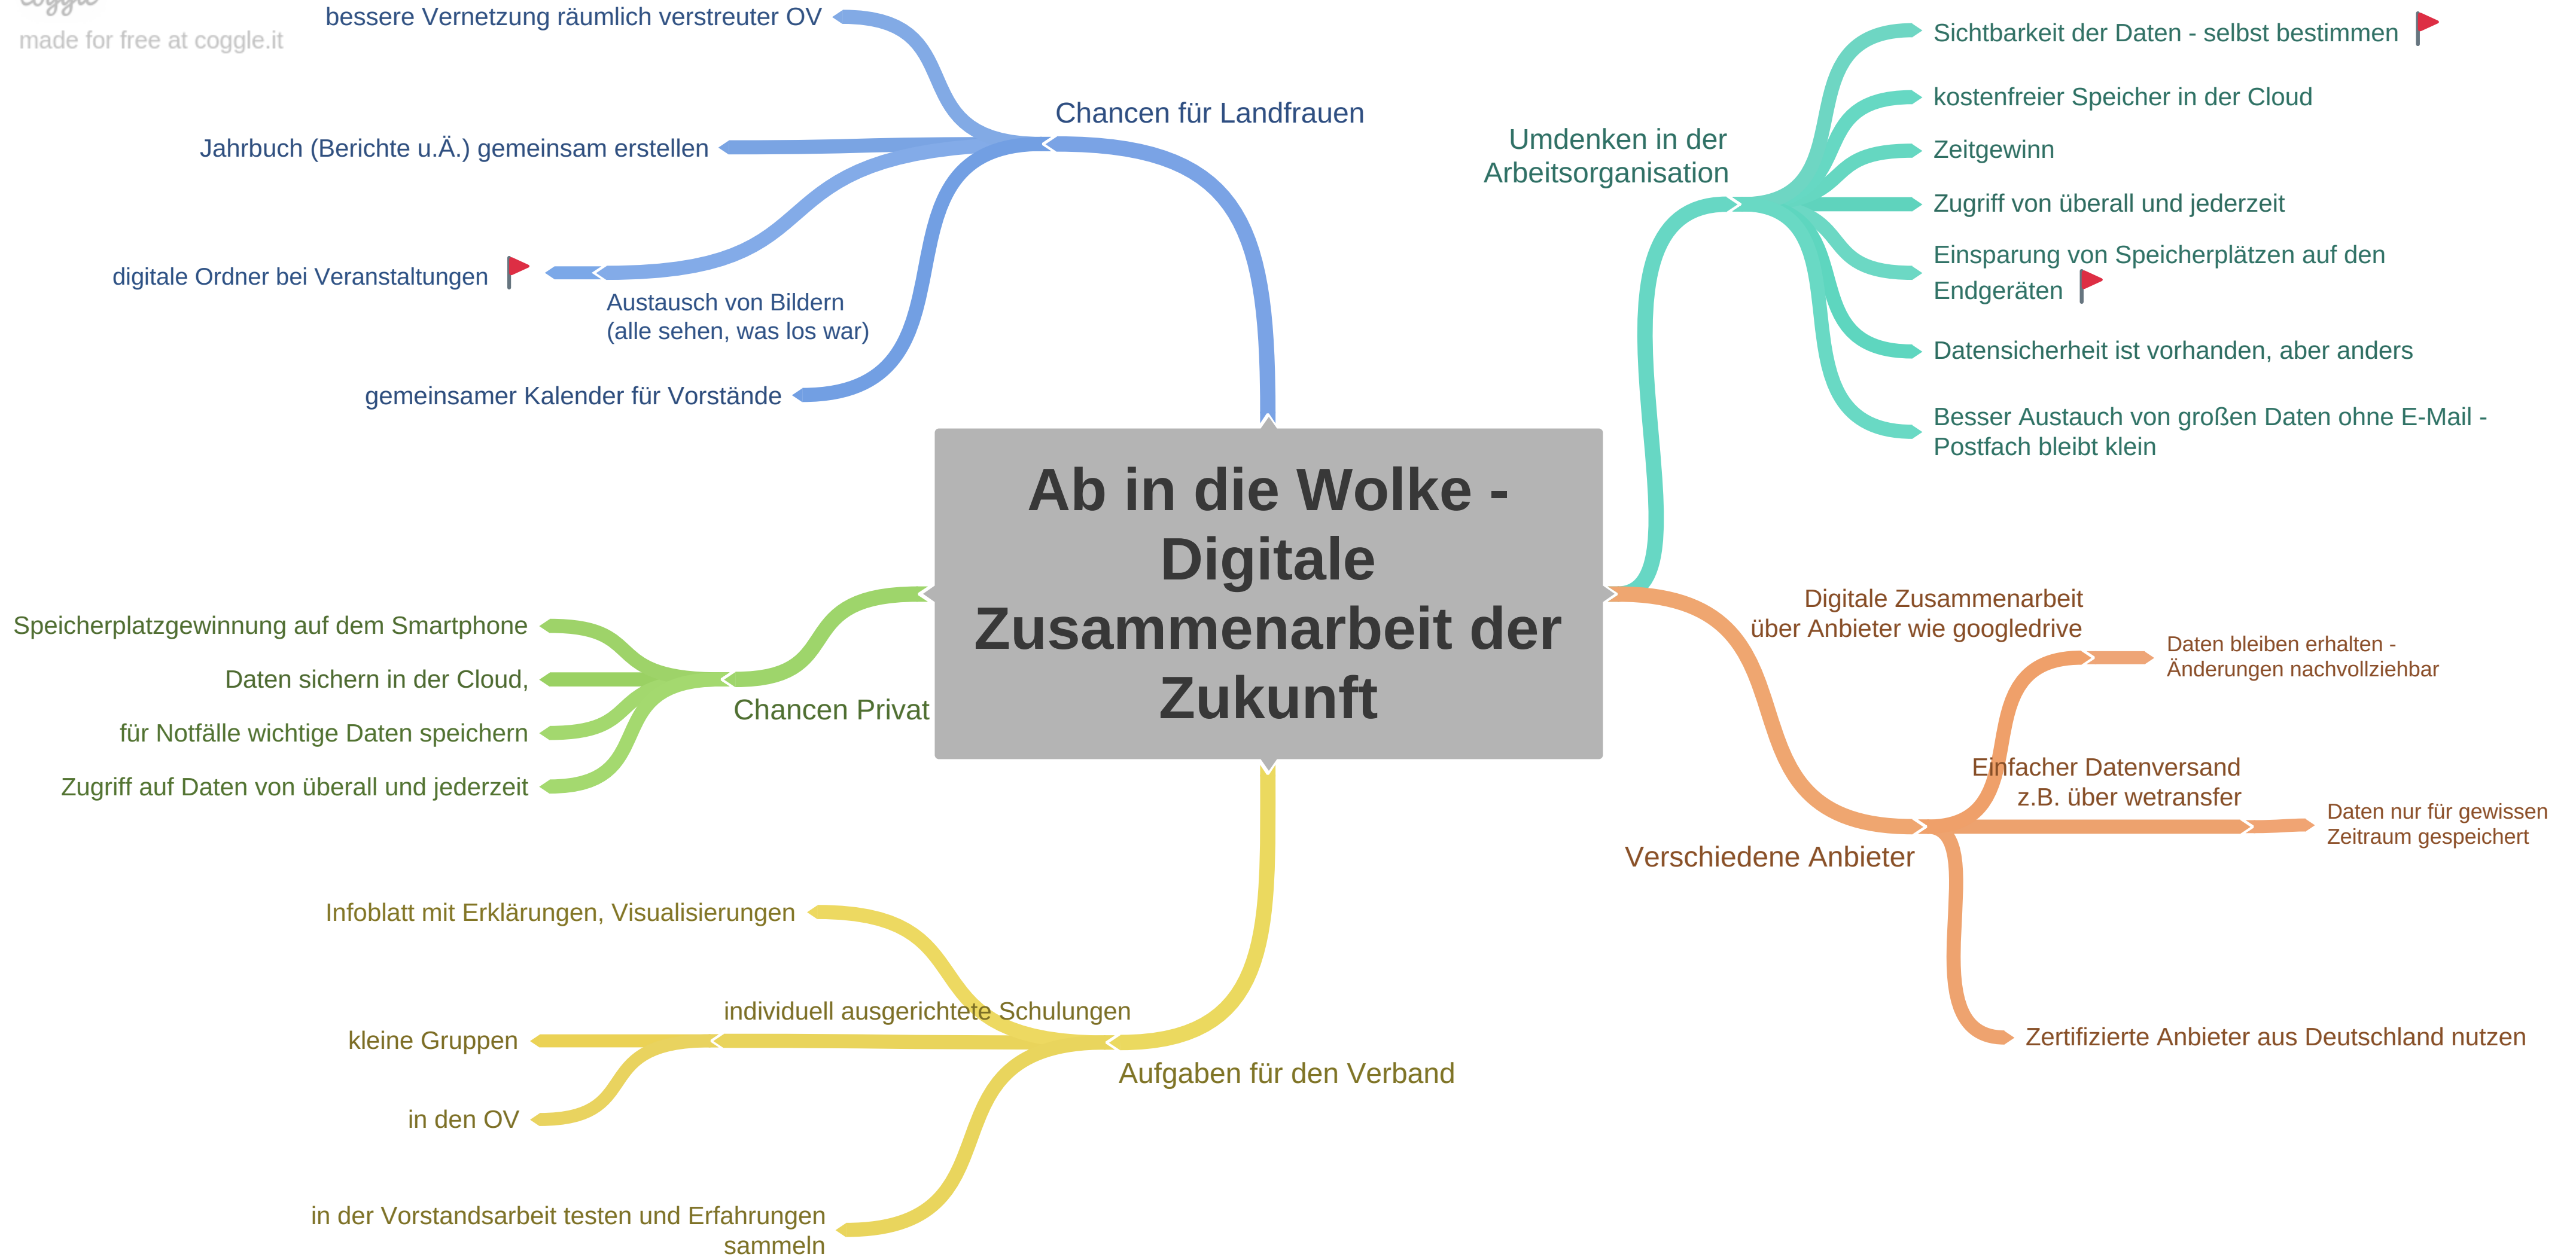 coggle
made for free at coggle.it
bessere Vernetzung räumlich verstreuter OV
Chancen für Landfrauen
Jahrbuch (Berichte u.Ä.) gemeinsam erstellen
digitale Ordner bei Veranstaltungen
Austausch von Bildern
(alle sehen, was los war)
gemeinsamer Kalender für Vorstände
Umdenken in der
Arbeitsorganisation
Sichtbarkeit der Daten - selbst bestimmen
kostenfreier Speicher in der Cloud
Zeitgewinn
Zugriff von überall und jederzeit
Einsparung von Speicherplätzen auf den
Endgeräten
Datensicherheit ist vorhanden, aber anders
Besser Austauch von großen Daten ohne E-Mail -
Postfach bleibt klein
Ab in die Wolke -
Digitale
Zusammenarbeit der
Zukunft
Speicherplatzgewinnung auf dem Smartphone
Daten sichern in der Cloud,
für Notfälle wichtige Daten speichern
Zugriff auf Daten von überall und jederzeit
Chancen Privat
Digitale Zusammenarbeit
über Anbieter wie googledrive
Daten bleiben erhalten -
Änderungen nachvollziehbar
Einfacher Datenversand
z.B. über wetransfer
Daten nur für gewissen
Zeitraum gespeichert
Verschiedene Anbieter
Zertifizierte Anbieter aus Deutschland nutzen
Infoblatt mit Erklärungen, Visualisierungen
individuell ausgerichtete Schulungen
kleine Gruppen
in den OV
Aufgaben für den Verband
in der Vorstandsarbeit testen und Erfahrungen
sammeln